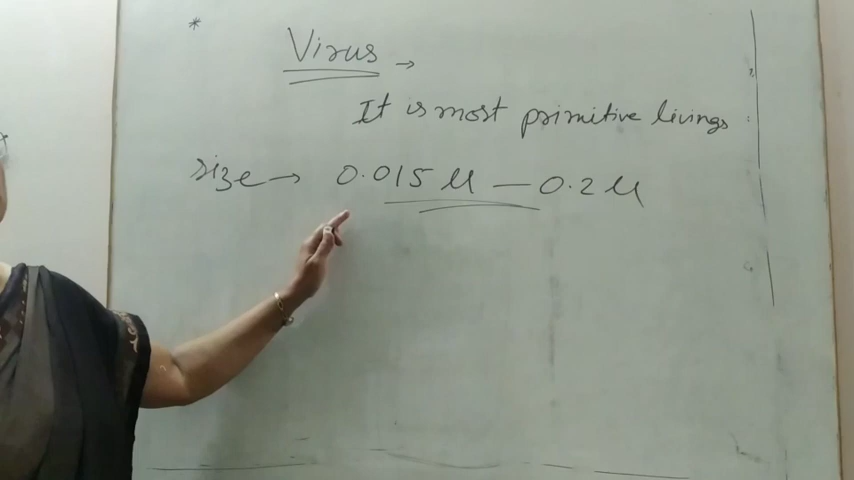 *
Virus →
It is most primitive livings
size → 0.015 μ — 0.2 μ